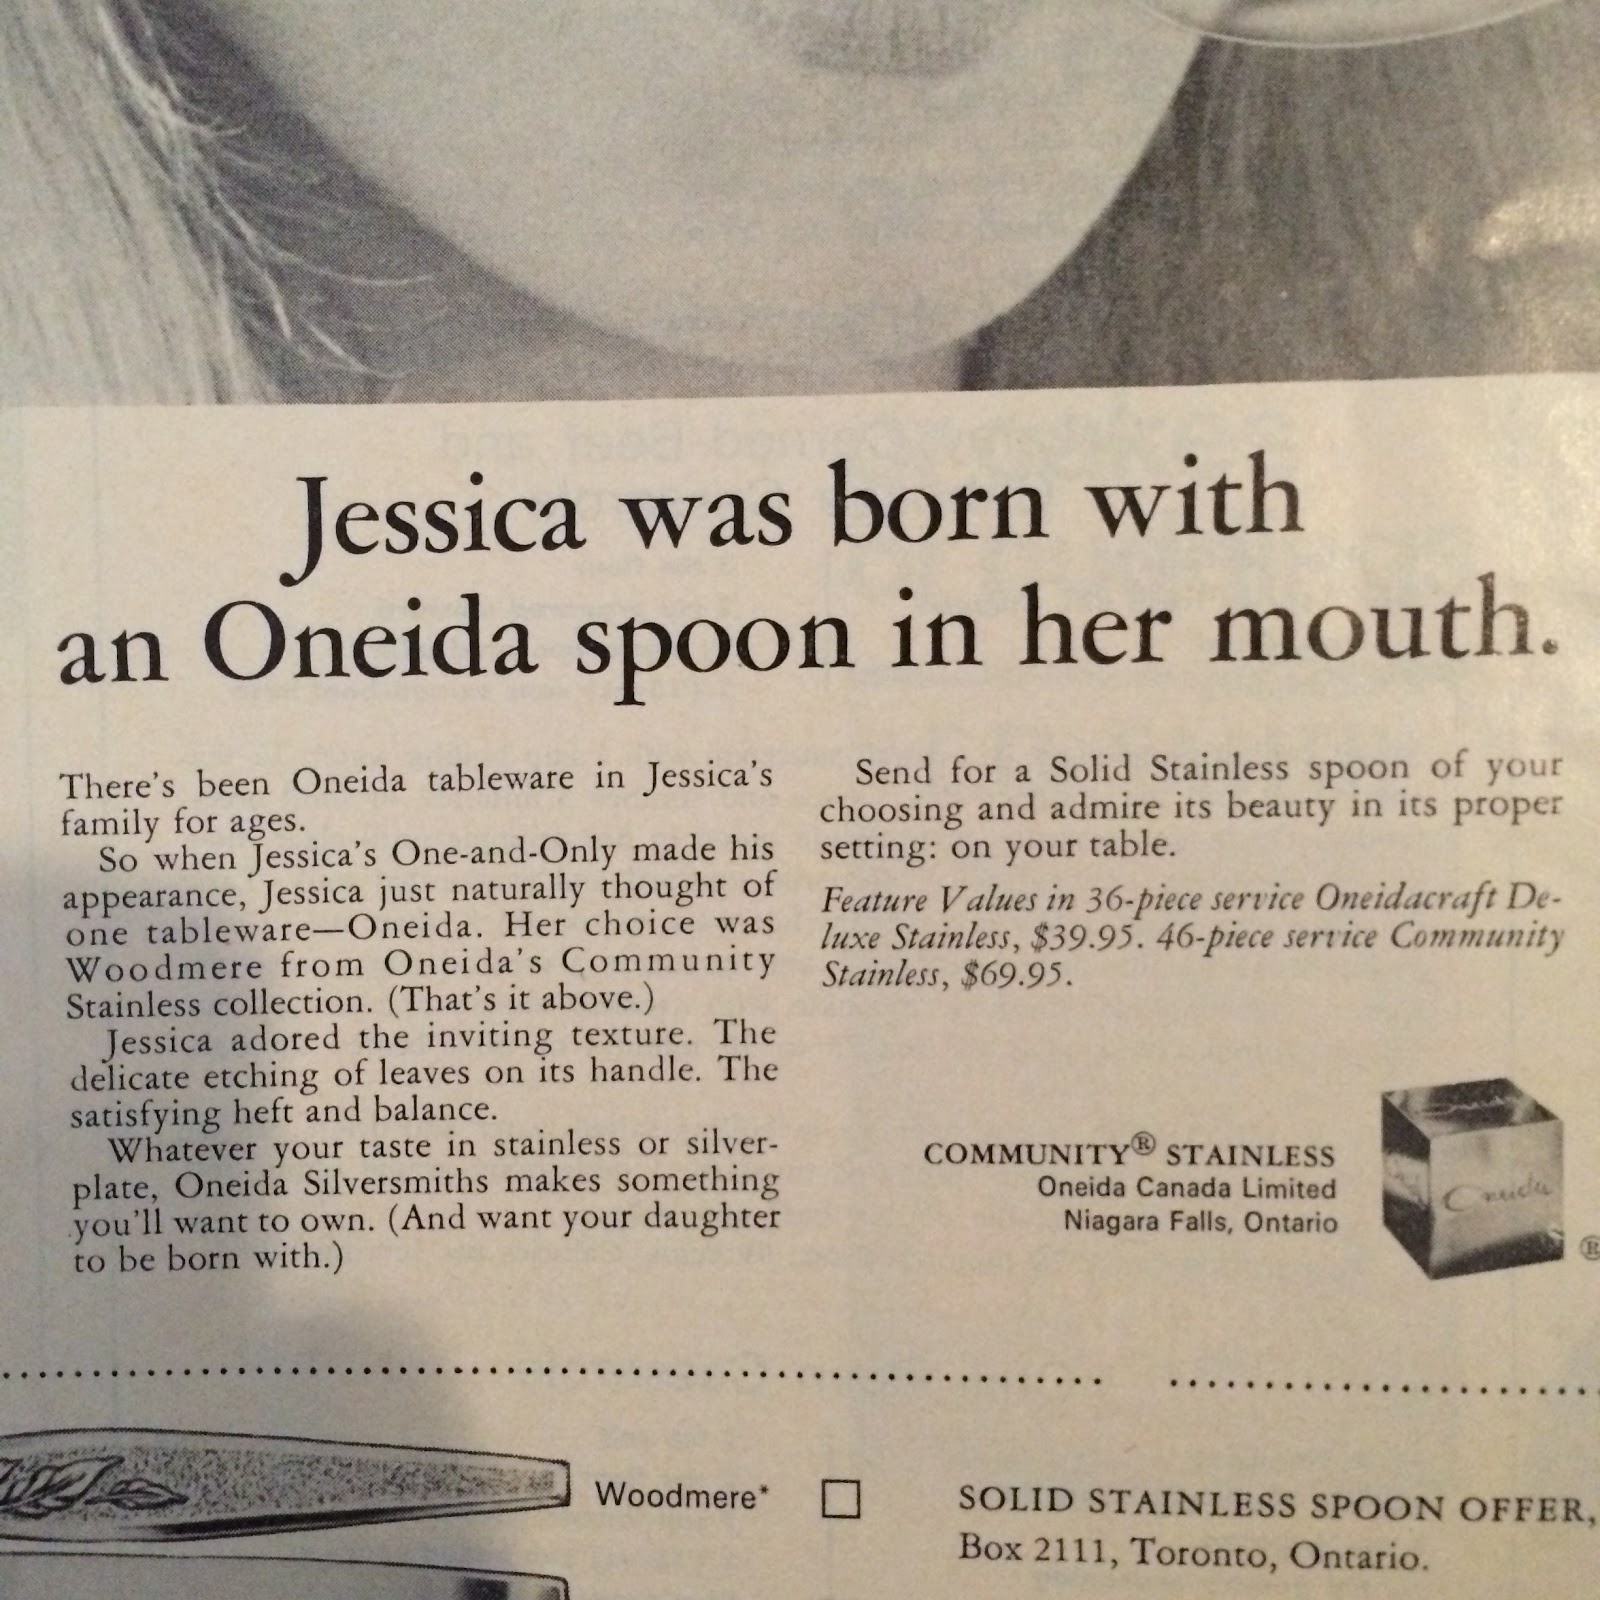 Jessica was born with
an Oneida spoon in her mouth.
There's been Oneida tableware in Jessica's
family for ages.
So when Jessica's One-and-Only made his
appearance, Jessica just naturally thought of
one tableware—Oneida. Her choice was
Woodmere from Oneida's Community
Stainless collection. (That's it above.)
Jessica adored the inviting texture. The
delicate etching of leaves on its handle. The
satisfying heft and balance.
Whatever your taste in stainless or silver-
plate, Oneida Silversmiths makes something
you'll want to own. (And want your daughter
to be born with.)
Send for a Solid Stainless spoon of your
choosing and admire its beauty in its proper
setting: on your table.
Feature Values in 36-piece service Oneidacraft De-
luxe Stainless, $39.95. 46-piece service Community
Stainless, $69.95.
COMMUNITY® STAINLESS
Oneida Canada Limited
Niagara Falls, Ontario
Oneida
®
Woodmere*
SOLID STAINLESS SPOON OFFER,
Box 2111, Toronto, Ontario.